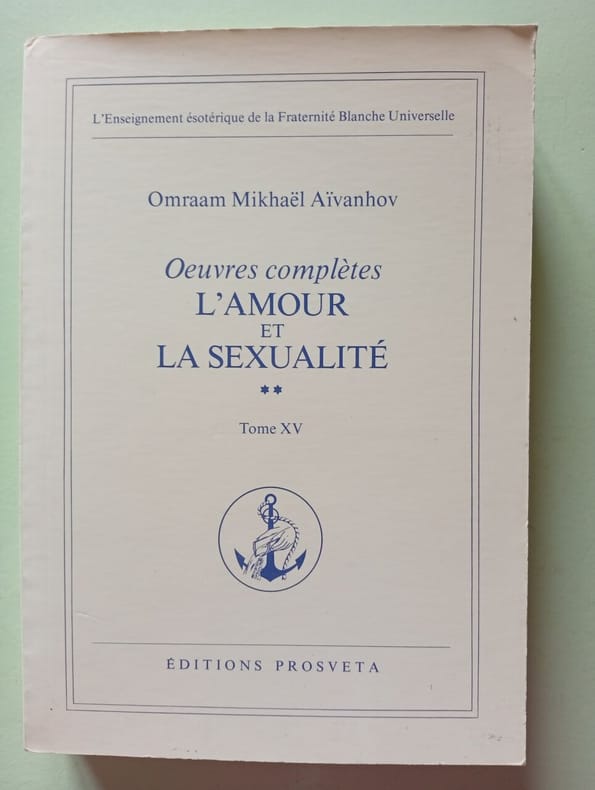 L'Enseignement ésotérique de la Fraternité Blanche Universelle
Omraam Mikhaël Aïvanhov
Oeuvres complètes
L'AMOUR
ET
LA SEXUALITÉ
Tome XV
ÉDITIONS PROSVETA